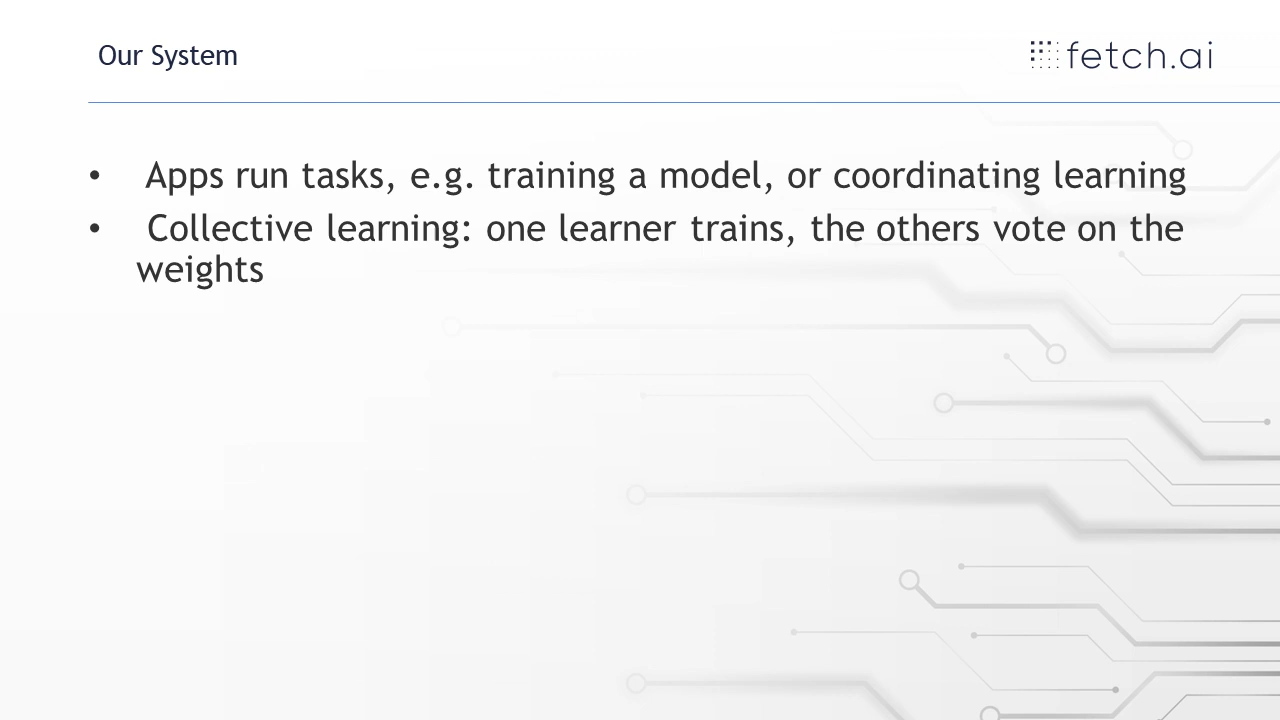 Our System
fetch.ai
• Apps run tasks, e.g. training a model, or coordinating learning
• Collective learning: one learner trains, the others vote on the
weights